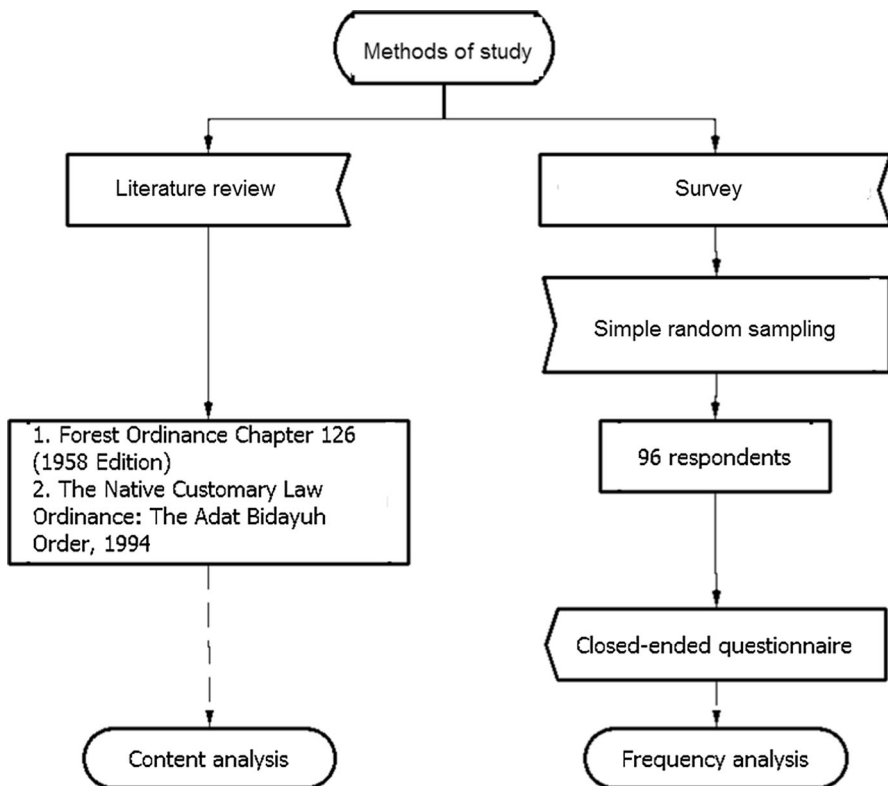 Methods of study
Literature review
Survey
Simple random sampling
1. Forest Ordinance Chapter 126
(1958 Edition)
2. The Native Customary Law
Ordinance: The Adat Bidayuh
Order, 1994
96 respondents
Closed-ended questionnaire
Content analysis
Frequency analysis